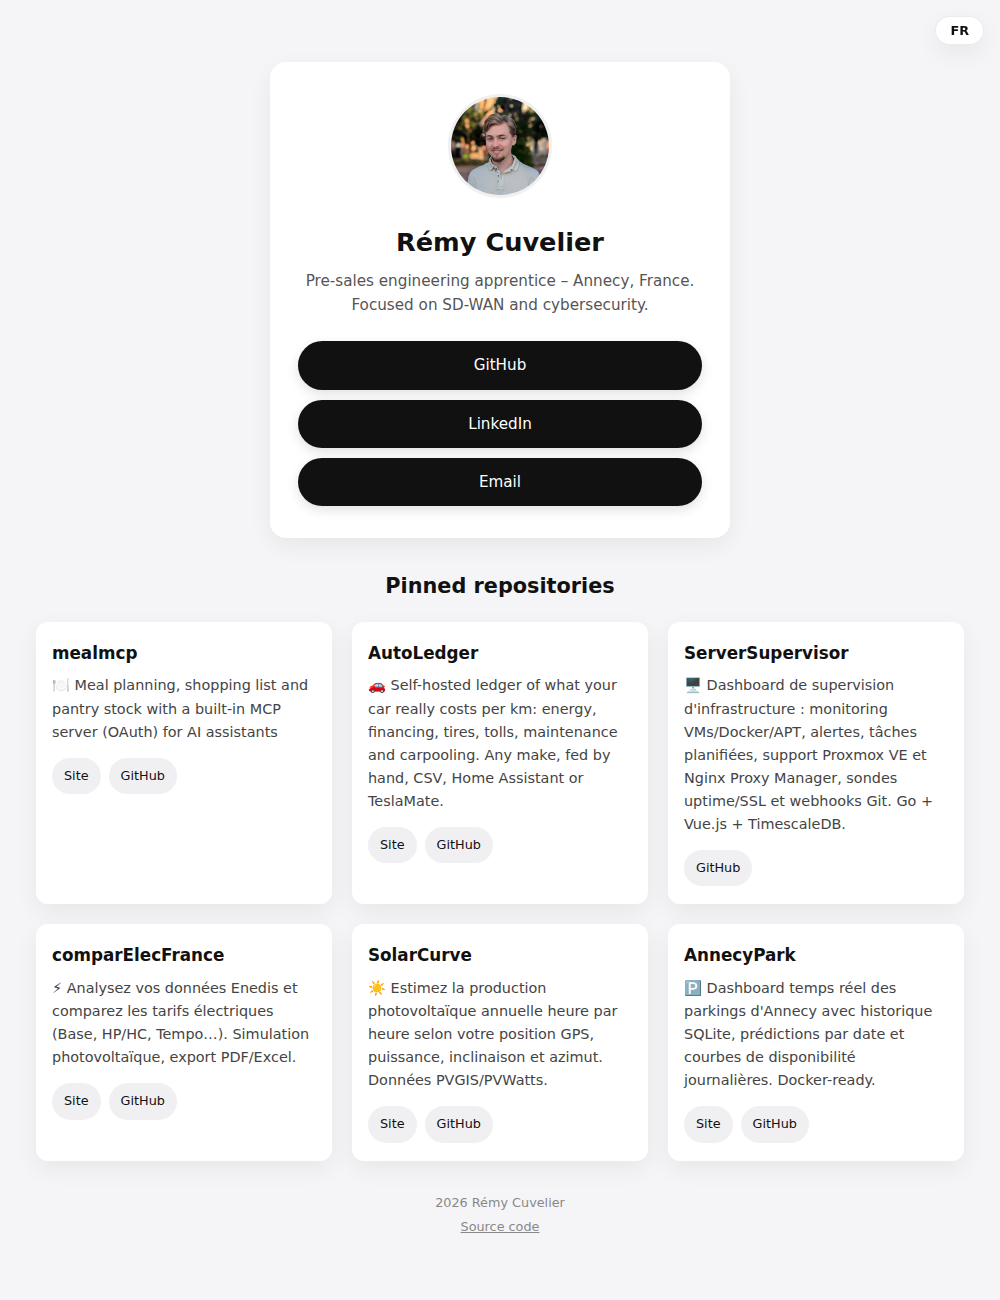 FR
Rémy Cuvelier
Pre-sales engineering apprentice – Annecy, France.
Focused on SD-WAN and cybersecurity.
GitHub
LinkedIn
Email
Pinned repositories
mealmcp
🍽️ Meal planning, shopping list and
pantry stock with a built-in MCP
server (OAuth) for AI assistants
Site GitHub
AutoLedger
🚗 Self-hosted ledger of what your
car really costs per km: energy,
financing, tires, tolls, maintenance
and carpooling. Any make, fed by
hand, CSV, Home Assistant or
TeslaMate.
Site GitHub
ServerSupervisor
🖥️ Dashboard de supervision
d'infrastructure : monitoring
VMs/Docker/APT, alertes, tâches
planifiées, support Proxmox VE et
Nginx Proxy Manager, sondes
uptime/SSL et webhooks Git. Go +
Vue.js + TimescaleDB.
GitHub
comparElecFrance
⚡ Analysez vos données Enedis et
comparez les tarifs électriques
(Base, HP/HC, Tempo…). Simulation
photovoltaïque, export PDF/Excel.
Site GitHub
SolarCurve
☀️ Estimez la production
photovoltaïque annuelle heure par
heure selon votre position GPS,
puissance, inclinaison et azimut.
Données PVGIS/PVWatts.
Site GitHub
AnnecyPark
🅿️ Dashboard temps réel des
parkings d'Annecy avec historique
SQLite, prédictions par date et
courbes de disponibilité
journalières. Docker-ready.
Site GitHub
2026 Rémy Cuvelier
Source code